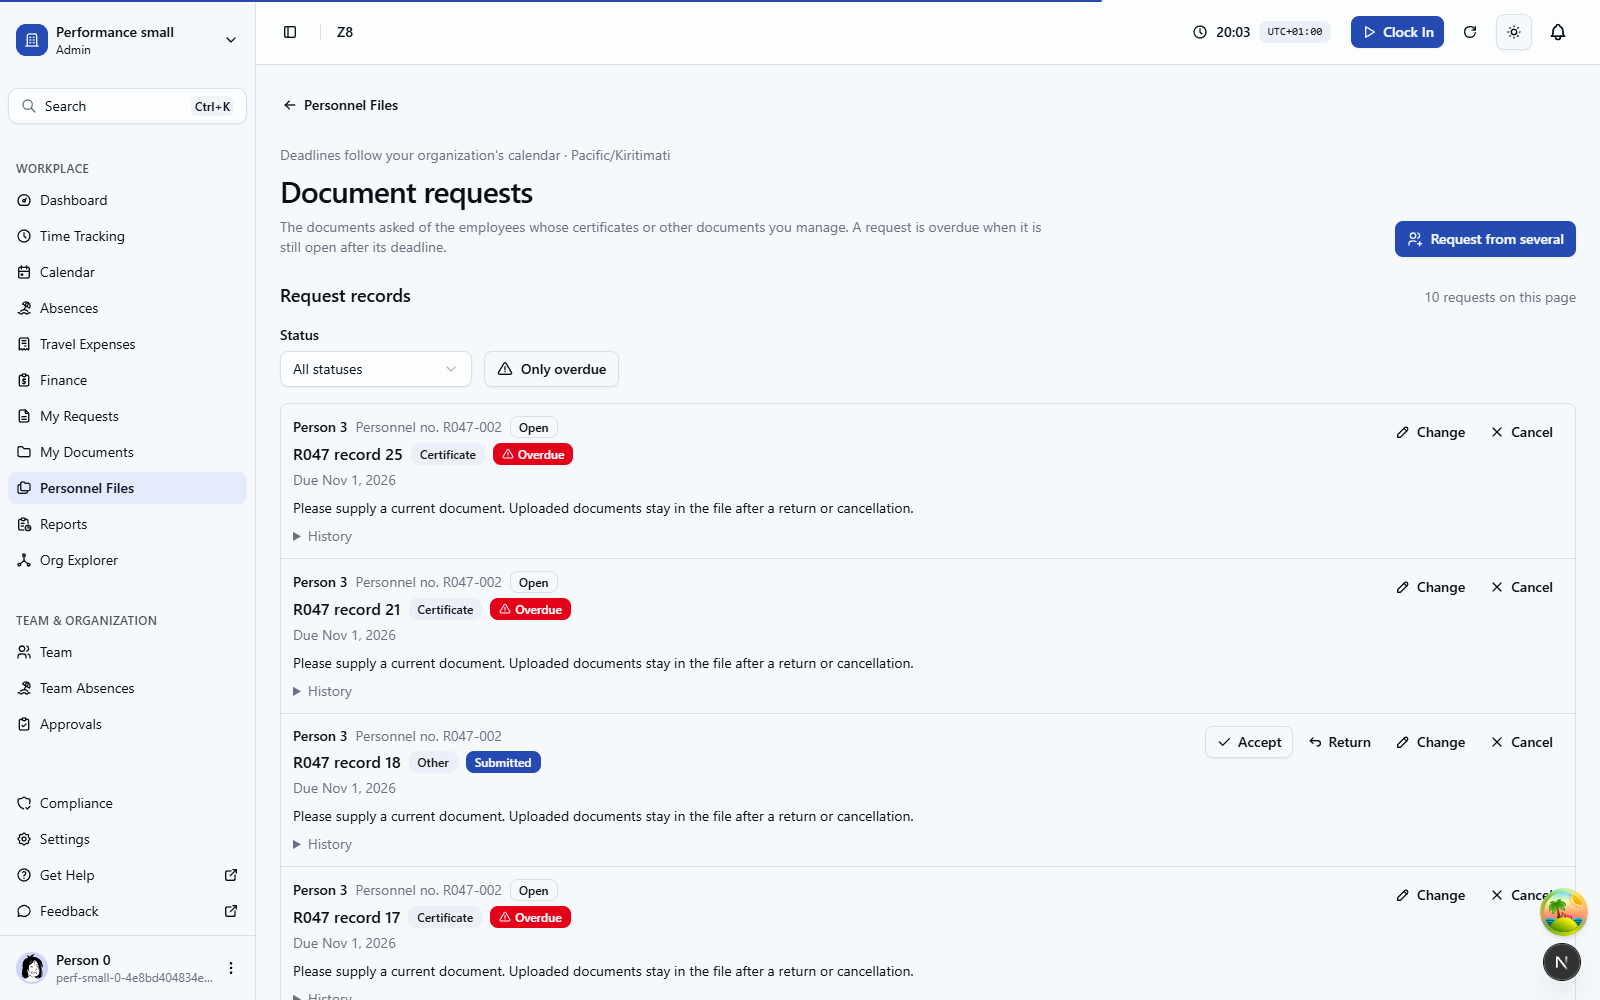 Performance small
Admin
Search
Ctrl+K
WORKPLACE
Dashboard
Time Tracking
Calendar
Absences
Travel Expenses
Finance
My Requests
My Documents
Personnel Files
Reports
Org Explorer
TEAM & ORGANIZATION
Team
Team Absences
Approvals
Compliance
Settings
Get Help
Feedback
Person 0
perf-small-0-4e8bd404834e...
Z8
20:03
UTC+01:00
Clock In
Personnel Files
Deadlines follow your organization's calendar · Pacific/Kiritimati
Document requests
The documents asked of the employees whose certificates or other documents you manage. A request is overdue when it is
still open after its deadline.
Request from several
Request records
10 requests on this page
Status
All statuses
Only overdue
Person 3 Personnel no. R047-002 Open
Change Cancel
R047 record 25 Certificate Overdue
Due Nov 1, 2026
Please supply a current document. Uploaded documents stay in the file after a return or cancellation.
History
Person 3 Personnel no. R047-002 Open
Change Cancel
R047 record 21 Certificate Overdue
Due Nov 1, 2026
Please supply a current document. Uploaded documents stay in the file after a return or cancellation.
History
Person 3 Personnel no. R047-002
Accept Return Change Cancel
R047 record 18 Other Submitted
Due Nov 1, 2026
Please supply a current document. Uploaded documents stay in the file after a return or cancellation.
History
Person 3 Personnel no. R047-002 Open
Change Cancel
R047 record 17 Certificate Overdue
Due Nov 1, 2026
Please supply a current document. Uploaded documents stay in the file after a return or cancellation.
History
N